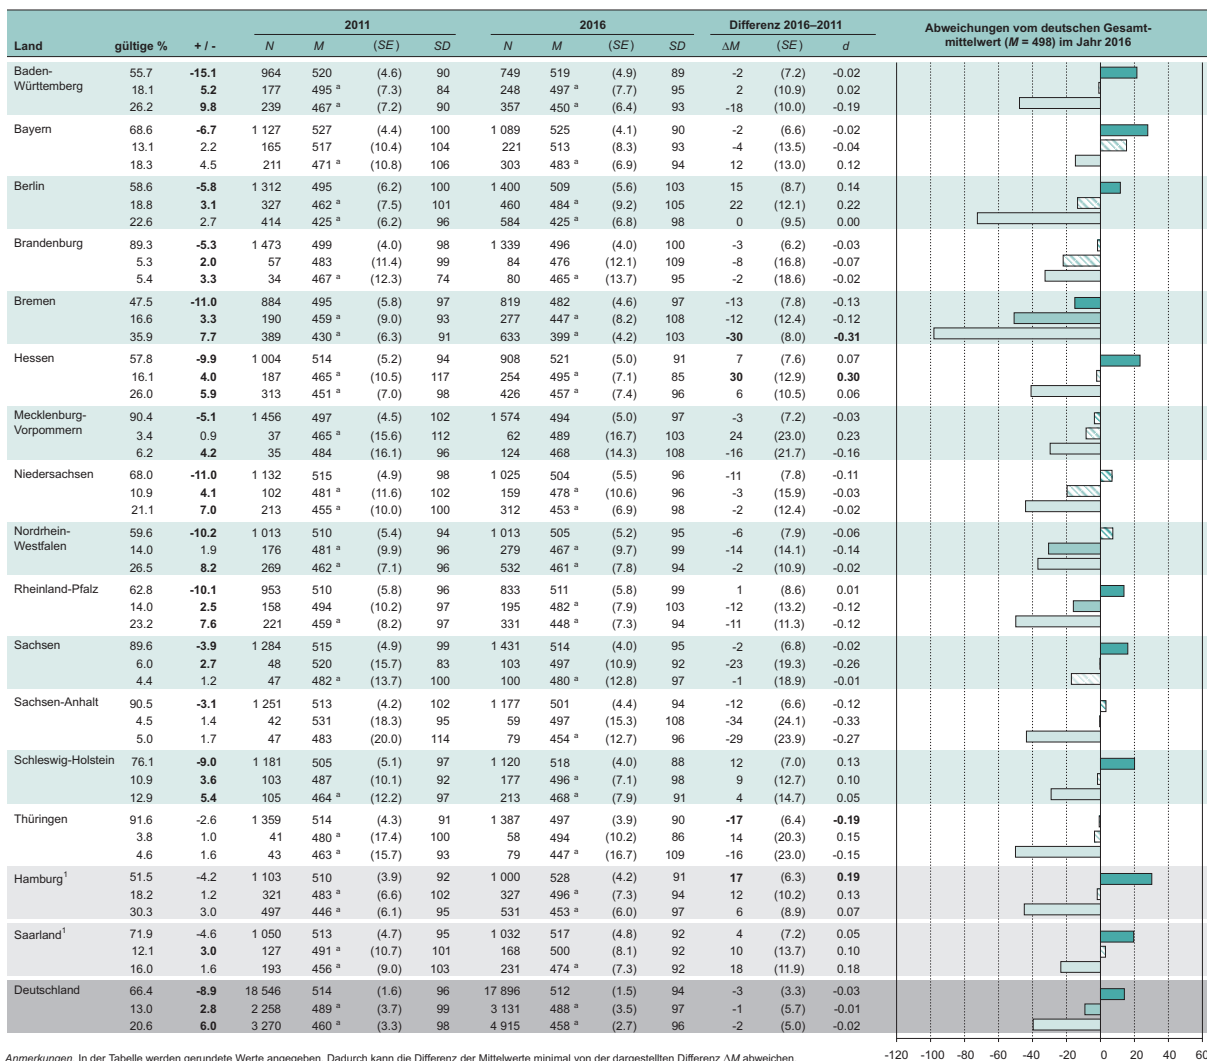 2011 2016 Differenz 2016–2011 Abweichungen vom deutschen Gesamt-
mittelwert (M = 498) im Jahr 2016
Land gültige % + / - N M (SE) SD N M (SE) SD ΔM (SE) d
Baden- 55.7 -15.1 964 520 (4.6) 90 749 519 (4.9) 89 -2 (7.2) -0.02
Württemberg 18.1 5.2 177 495 a (7.3) 84 248 497 a (7.7) 95 2 (10.9) 0.02
26.2 9.8 239 467 a (7.2) 90 357 450 a (6.4) 93 -18 (10.0) -0.19
Bayern 68.6 -6.7 1 127 527 (4.4) 100 1 089 525 (4.1) 90 -2 (6.6) -0.02
13.1 2.2 165 517 (10.4) 104 221 513 (8.3) 93 -4 (13.5) -0.04
18.3 4.5 211 471 a (10.8) 106 303 483 a (6.9) 94 12 (13.0) 0.12
Berlin 58.6 -5.8 1 312 495 (6.2) 100 1 400 509 (5.6) 103 15 (8.7) 0.14
18.8 3.1 327 462 a (7.5) 101 460 484 a (9.2) 105 22 (12.1) 0.22
22.6 2.7 414 425 a (6.2) 96 584 425 a (6.8) 98 0 (9.5) 0.00
Brandenburg 89.3 -5.3 1 473 499 (4.0) 98 1 339 496 (4.0) 100 -3 (6.2) -0.03
5.3 2.0 57 483 (11.4) 99 84 476 (12.1) 109 -8 (16.8) -0.07
5.4 3.3 34 467 a (12.3) 74 80 465 a (13.7) 95 -2 (18.6) -0.02
Bremen 47.5 -11.0 884 495 (5.8) 97 819 482 (4.6) 97 -13 (7.8) -0.13
16.6 3.3 190 459 a (9.0) 93 277 447 a (8.2) 108 -12 (12.4) -0.12
35.9 7.7 389 430 a (6.3) 91 633 399 a (4.2) 103 -30 (8.0) -0.31
Hessen 57.8 -9.9 1 004 514 (5.2) 94 908 521 (5.0) 91 7 (7.6) 0.07
16.1 4.0 187 465 a (10.5) 117 254 495 a (7.1) 85 30 (12.9) 0.30
26.0 5.9 313 451 a (7.0) 98 426 457 a (7.4) 96 6 (10.5) 0.06
Mecklenburg- 90.4 -5.1 1 456 497 (4.5) 102 1 574 494 (5.0) 97 -3 (7.2) -0.03
Vorpommern 3.4 0.9 37 465 a (15.6) 112 62 489 (16.7) 103 24 (23.0) 0.23
6.2 4.2 35 484 (16.1) 96 124 468 (14.3) 108 -16 (21.7) -0.16
Niedersachsen 68.0 -11.0 1 132 515 (4.9) 98 1 025 504 (5.5) 96 -11 (7.8) -0.11
10.9 4.1 102 481 a (11.6) 102 159 478 a (10.6) 96 -3 (15.9) -0.03
21.1 7.0 213 455 a (10.0) 100 312 453 a (6.9) 98 -2 (12.4) -0.02
Nordrhein- 59.6 -10.2 1 013 510 (5.4) 94 1 013 505 (5.2) 95 -6 (7.9) -0.06
Westfalen 14.0 1.9 176 481 a (9.9) 96 279 467 a (9.7) 99 -14 (14.1) -0.14
26.5 8.2 269 462 a (7.1) 96 532 461 a (7.8) 94 -2 (10.9) -0.02
Rheinland-Pfalz 62.8 -10.1 953 510 (5.8) 96 833 511 (5.8) 99 1 (8.6) 0.01
14.0 2.5 158 494 (10.2) 97 195 482 a (7.9) 103 -12 (13.2) -0.12
23.2 7.6 221 459 a (8.2) 97 331 448 a (7.3) 94 -11 (11.3) -0.12
Sachsen 89.6 -3.9 1 284 515 (4.9) 99 1 431 514 (4.0) 95 -2 (6.8) -0.02
6.0 2.7 48 520 (15.7) 83 103 497 (10.9) 92 -23 (19.3) -0.26
4.4 1.2 47 482 a (13.7) 100 100 480 a (12.8) 97 -1 (18.9) -0.01
Sachsen-Anhalt 90.5 -3.1 1 251 513 (4.2) 102 1 177 501 (4.4) 94 -12 (6.6) -0.12
4.5 1.4 42 531 (18.3) 95 59 497 (15.3) 108 -34 (24.1) -0.33
5.0 1.7 47 483 (20.0) 114 79 454 a (12.7) 96 -29 (23.9) -0.27
Schleswig-Holstein 76.1 -9.0 1 181 505 (5.1) 97 1 120 518 (4.0) 88 12 (7.0) 0.13
10.9 3.6 103 487 (10.1) 92 177 496 a (7.1) 98 9 (12.7) 0.10
12.9 5.4 105 464 a (12.2) 97 213 468 a (7.9) 91 4 (14.7) 0.05
Thüringen 91.6 -2.6 1 359 514 (4.3) 91 1 387 497 (3.9) 90 -17 (6.4) -0.19
3.8 1.0 41 480 a (17.4) 100 58 494 (10.2) 86 14 (20.3) 0.15
4.6 1.6 43 463 a (15.7) 93 79 447 a (16.7) 109 -16 (23.0) -0.15
Hamburg1 51.5 -4.2 1 103 510 (3.9) 92 1 000 528 (4.2) 91 17 (6.3) 0.19
18.2 1.2 321 483 a (6.6) 102 327 496 a (7.3) 94 12 (10.2) 0.13
30.3 3.0 497 446 a (6.1) 95 531 453 a (6.0) 97 6 (8.9) 0.07
Saarland1 71.9 -4.6 1 050 513 (4.7) 95 1 032 517 (4.8) 92 4 (7.2) 0.05
12.1 3.0 127 491 a (10.7) 101 168 500 (8.1) 92 10 (13.7) 0.10
16.0 1.6 193 456 a (9.0) 103 231 474 a (7.3) 92 18 (11.9) 0.18
Deutschland 66.4 -8.9 18 546 514 (1.6) 96 17 896 512 (1.5) 94 -3 (3.3) -0.03
13.0 2.8 2 258 489 a (3.7) 99 3 131 488 a (3.5) 97 -1 (5.7) -0.01
20.6 6.0 3 270 460 a (3.3) 98 4 915 458 a (2.7) 96 -2 (5.0) -0.02
-120 -100 -80 -60 -40 -20 0 20 40 60
Anmerkungen. In der Tabelle werden gerundete Werte angegeben. Dadurch kann die Differenz der Mittelwerte minimal von der dargestellten Differenz ΔM abweichen.